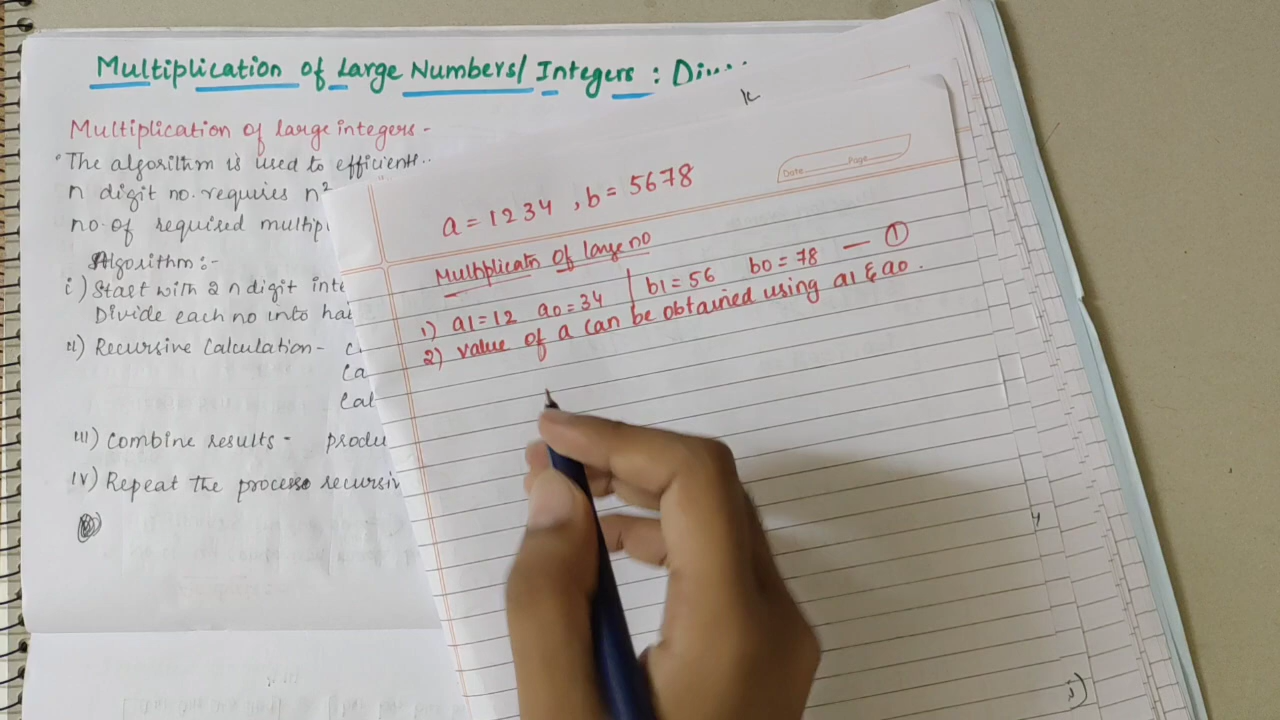 Multiplication of Large Numbers/ Integers : Di
Multiplication of large integers -
The algorithm is used to efficient
n digit no. requires n²
no. of required multipl
Algorithm :-
i) Start with 2 n digit inte
Divide each no into hal
ii) Recursive Calculation - C
Ca
Cal
iii) Combine results - produ
iv) Repeat the process recursiv
Date Page
a = 1234 , b = 5678
Multiplicatn of large no
1) a1 = 12 a0 = 34 | b1 = 56 b0 = 78 — ①
2) value of a can be obtained using a1 & a0 .